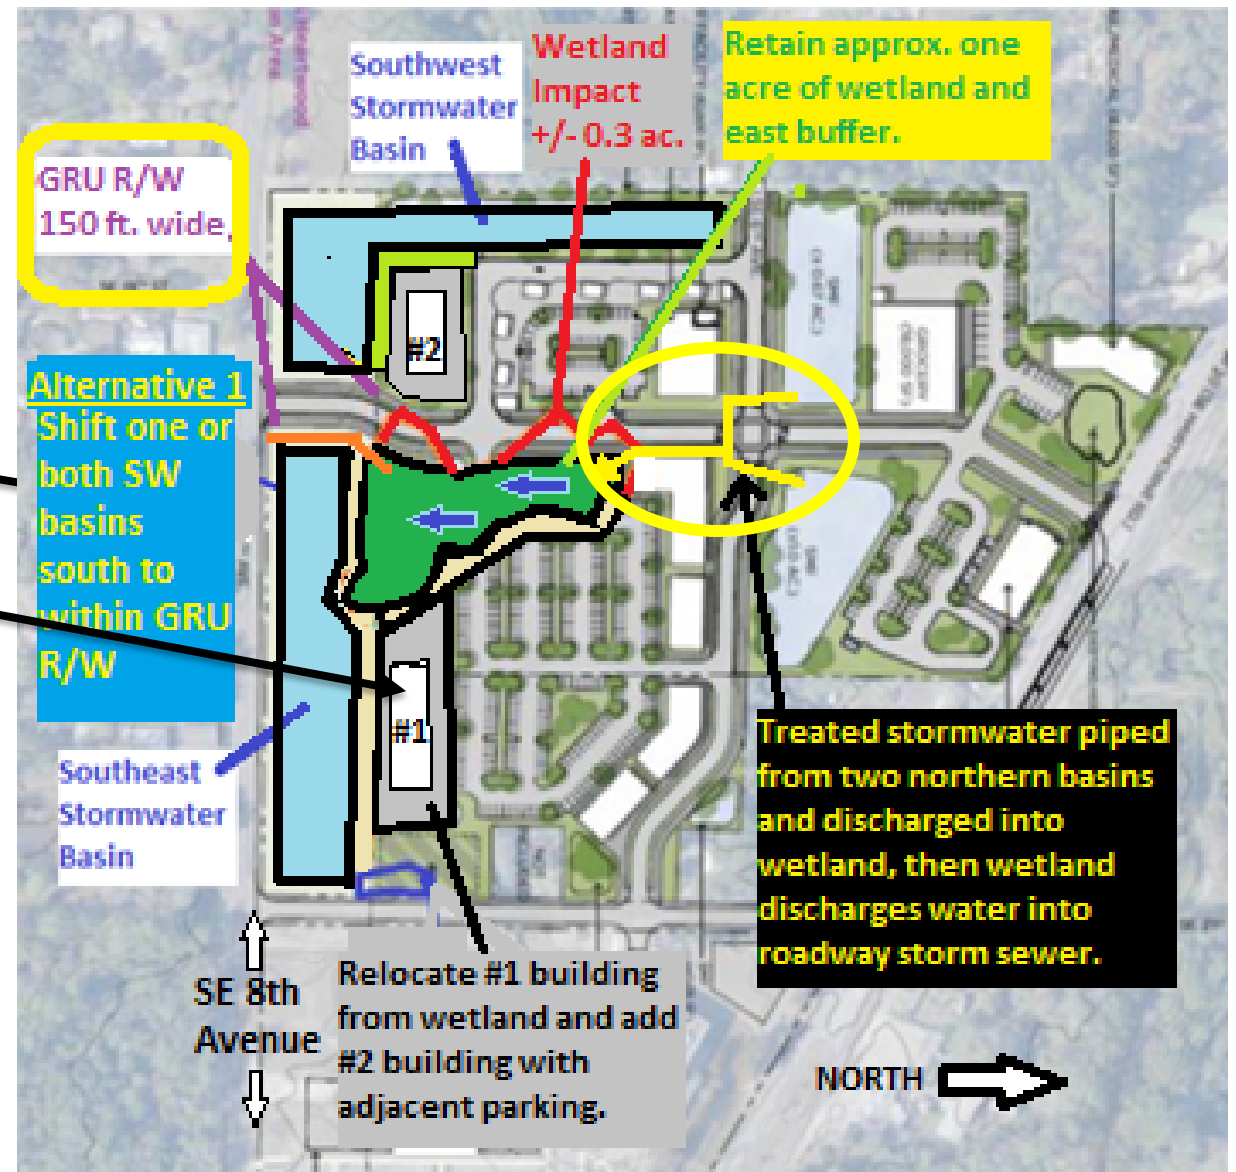 Southwest
Stormwater
Basin
Wetland
Impact
+/- 0.3 ac.
Retain approx. one
acre of wetland and
east buffer.
GRU R/W
150 ft. wide
#2
Alternative 1
Shift one or
both SW
basins
south to
within GRU
R/W
#1
Southeast
Stormwater
Basin
Treated stormwater piped
from two northern basins
and discharged into
wetland, then wetland
discharges water into
roadway storm sewer.
SE 8th
Avenue
Relocate #1 building
from wetland and add
#2 building with
adjacent parking.
NORTH